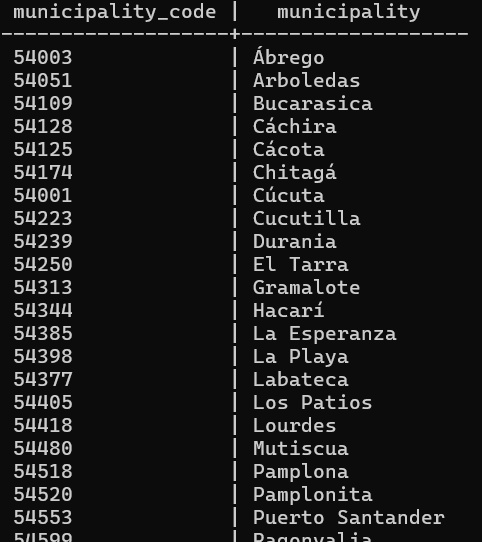 municipality_code | municipality
-------------------+-------------------
54003 | Ábrego
54051 | Arboledas
54109 | Bucarasica
54128 | Cáchira
54125 | Cácota
54174 | Chitagá
54001 | Cúcuta
54223 | Cucutilla
54239 | Durania
54250 | El Tarra
54313 | Gramalote
54344 | Hacarí
54385 | La Esperanza
54398 | La Playa
54377 | Labateca
54405 | Los Patios
54418 | Lourdes
54480 | Mutiscua
54518 | Pamplona
54520 | Pamplonita
54553 | Puerto Santander
54599 | Ragonvalia